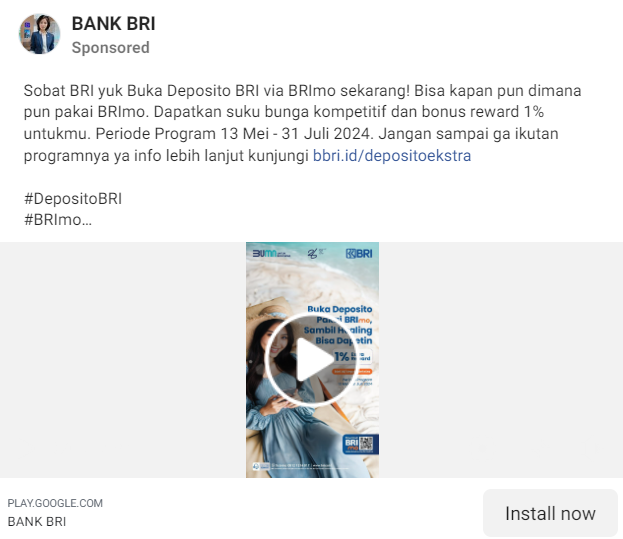 BANK BRI
Sponsored
Sobat BRI yuk Buka Deposito BRI via BRImo sekarang! Bisa kapan pun dimana
pun pakai BRImo. Dapatkan suku bunga kompetitif dan bonus reward 1%
untukmu. Periode Program 13 Mei - 31 Juli 2024. Jangan sampai ga ikutan
programnya ya info lebih lanjut kunjungi bbri.id/depositoekstra
#DepositoBRI
#BRImo...
BUMN
BRI
Buka Deposito
Pakai BRImo,
Sambil Healing
Bisa Dapetin
1%
Reward
BRI
PLAY.GOOGLE.COM
BANK BRI
Install now